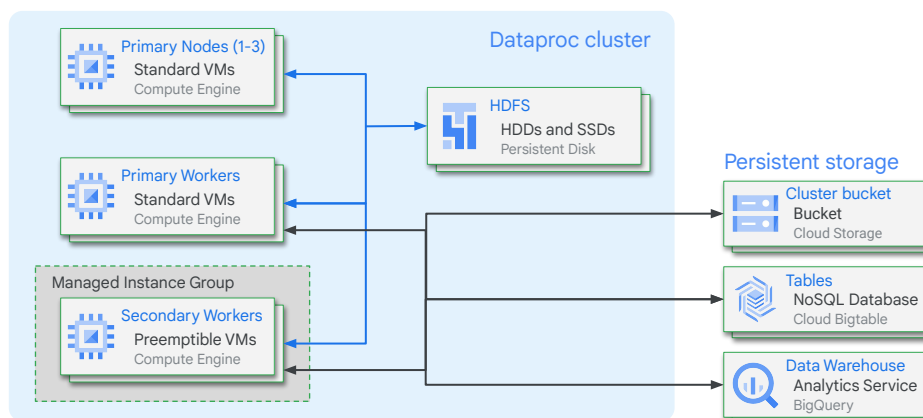 Dataproc cluster
Primary Nodes (1-3)
Standard VMs
Compute Engine
HDFS
HDDs and SSDs
Persistent Disk
Primary Workers
Standard VMs
Compute Engine
Managed Instance Group
Secondary Workers
Preemptible VMs
Compute Engine
Persistent storage
Cluster bucket
Bucket
Cloud Storage
Tables
NoSQL Database
Cloud Bigtable
Data Warehouse
Analytics Service
BigQuery